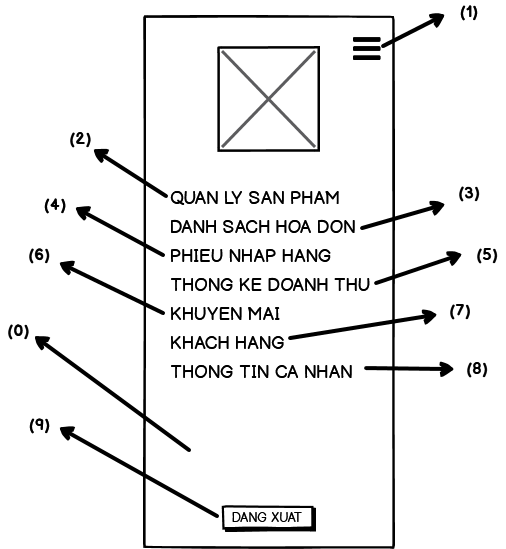 (1)
(2)
QUAN LY SAN PHAM
(3)
DANH SACH HOA DON
(4)
PHIEU NHAP HANG
(5)
THONG KE DOANH THU
(6)
KHUYEN MAI
(7)
KHACH HANG
(0)
THONG TIN CA NHAN
(8)
(9)
DANG XUAT